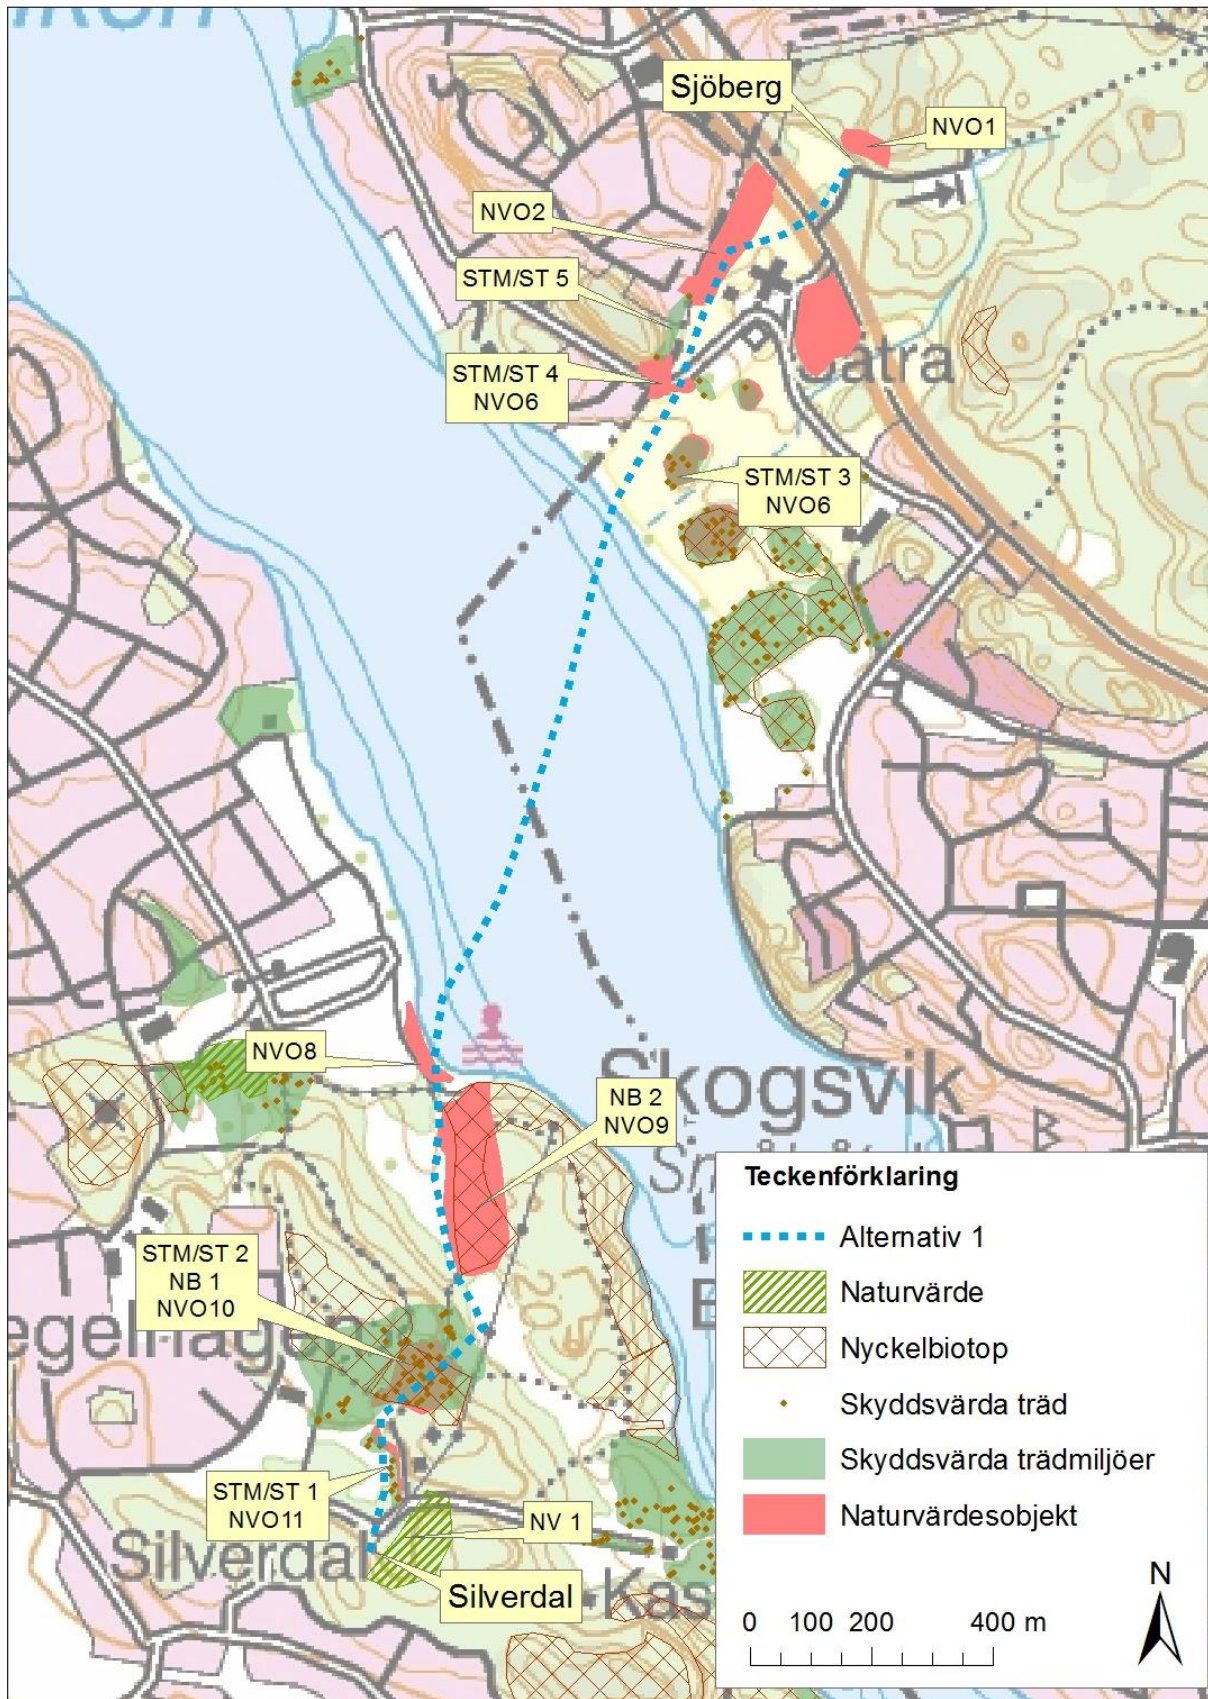 Sjöberg
NVO1
NVO2
STM/ST 5
STM/ST 4
NVO6
STM/ST 3
NVO6
NVO8
Skogsvik
NB 2
NVO9
STM/ST 2
NB 1
NVO10
STM/ST 1
NVO11
NV 1
Silverdal
Silverdal
Kas
Teckenförklaring
Alternativ 1
Naturvärde
Nyckelbiotop
Skyddsvärda träd
Skyddsvärda trädmiljöer
Naturvärdesobjekt
N
0 100 200 400 m